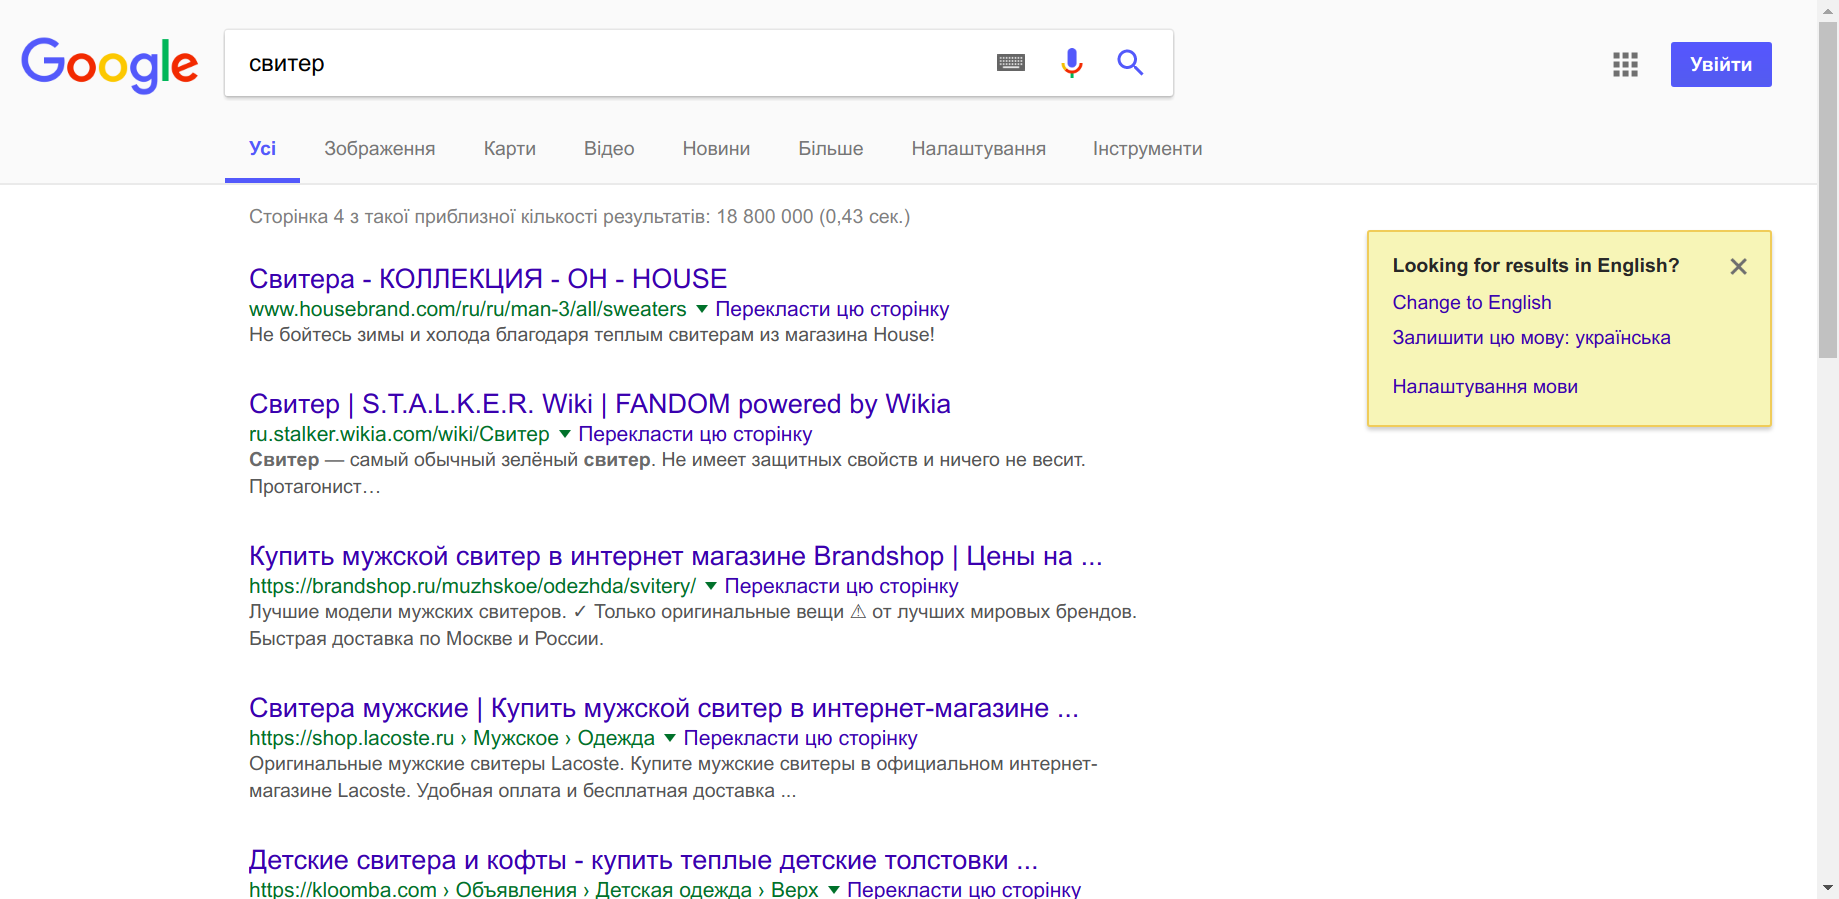 Google
свитер
Увійти
Усі Зображення Карти Відео Новини Більше Налаштування Інструменти
Сторінка 4 з такої приблизної кількості результатів: 18 800 000 (0,43 сек.)
Свитера - КОЛЛЕКЦИЯ - ОН - HOUSE
www.housebrand.com/ru/ru/man-3/all/sweaters ▼ Перекласти цю сторінку
Не бойтесь зимы и холода благодаря теплым свитерам из магазина House!
Свитер | S.T.A.L.K.E.R. Wiki | FANDOM powered by Wikia
ru.stalker.wikia.com/wiki/Свитер ▼ Перекласти цю сторінку
Свитер — самый обычный зелёный свитер. Не имеет защитных свойств и ничего не весит.
Протагонист…
Купить мужской свитер в интернет магазине Brandshop | Цены на ...
https://brandshop.ru/muzhskoe/odezhda/svitery/ ▼ Перекласти цю сторінку
Лучшие модели мужских свитеров. ✓ Только оригинальные вещи ⚠ от лучших мировых брендов.
Быстрая доставка по Москве и России.
Свитера мужские | Купить мужской свитер в интернет-магазине ...
https://shop.lacoste.ru › Мужское › Одежда ▼ Перекласти цю сторінку
Оригинальные мужские свитеры Lacoste. Купите мужские свитеры в официальном интернет-
магазине Lacoste. Удобная оплата и бесплатная доставка ...
Детские свитера и кофты - купить теплые детские толстовки ...
https://kloomba.com › Объявления › Детская одежда › Верх ▼ Перекласти цю сторінку
Looking for results in English?
Change to English
Залишити цю мову: українська
Налаштування мови